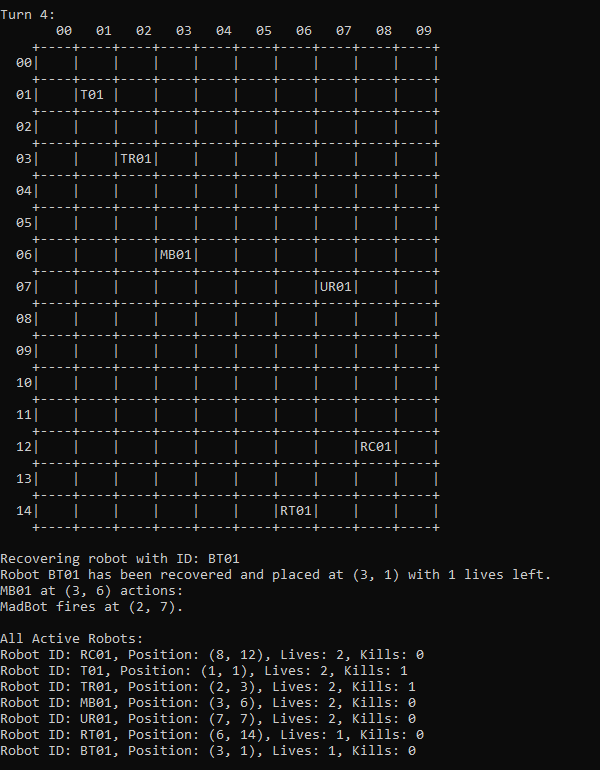 Turn 4:
       00   01   02   03   04   05   06   07   08   09
    +----+----+----+----+----+----+----+----+----+----+
  00|    |    |    |    |    |    |    |    |    |    |
    +----+----+----+----+----+----+----+----+----+----+
  01|    |T01 |    |    |    |    |    |    |    |    |
    +----+----+----+----+----+----+----+----+----+----+
  02|    |    |    |    |    |    |    |    |    |    |
    +----+----+----+----+----+----+----+----+----+----+
  03|    |    |TR01|    |    |    |    |    |    |    |
    +----+----+----+----+----+----+----+----+----+----+
  04|    |    |    |    |    |    |    |    |    |    |
    +----+----+----+----+----+----+----+----+----+----+
  05|    |    |    |    |    |    |    |    |    |    |
    +----+----+----+----+----+----+----+----+----+----+
  06|    |    |    |MB01|    |    |    |    |    |    |
    +----+----+----+----+----+----+----+----+----+----+
  07|    |    |    |    |    |    |    |UR01|    |    |
    +----+----+----+----+----+----+----+----+----+----+
  08|    |    |    |    |    |    |    |    |    |    |
    +----+----+----+----+----+----+----+----+----+----+
  09|    |    |    |    |    |    |    |    |    |    |
    +----+----+----+----+----+----+----+----+----+----+
  10|    |    |    |    |    |    |    |    |    |    |
    +----+----+----+----+----+----+----+----+----+----+
  11|    |    |    |    |    |    |    |    |    |    |
    +----+----+----+----+----+----+----+----+----+----+
  12|    |    |    |    |    |    |    |    |RC01|    |
    +----+----+----+----+----+----+----+----+----+----+
  13|    |    |    |    |    |    |    |    |    |    |
    +----+----+----+----+----+----+----+----+----+----+
  14|    |    |    |    |    |    |RT01|    |    |    |
    +----+----+----+----+----+----+----+----+----+----+

Recovering robot with ID: BT01
Robot BT01 has been recovered and placed at (3, 1) with 1 lives left.
MB01 at (3, 6) actions:
MadBot fires at (2, 7).

All Active Robots:
Robot ID: RC01, Position: (8, 12), Lives: 2, Kills: 0
Robot ID: T01, Position: (1, 1), Lives: 2, Kills: 1
Robot ID: TR01, Position: (2, 3), Lives: 2, Kills: 1
Robot ID: MB01, Position: (3, 6), Lives: 2, Kills: 0
Robot ID: UR01, Position: (7, 7), Lives: 2, Kills: 0
Robot ID: RT01, Position: (6, 14), Lives: 1, Kills: 0
Robot ID: BT01, Position: (3, 1), Lives: 1, Kills: 0